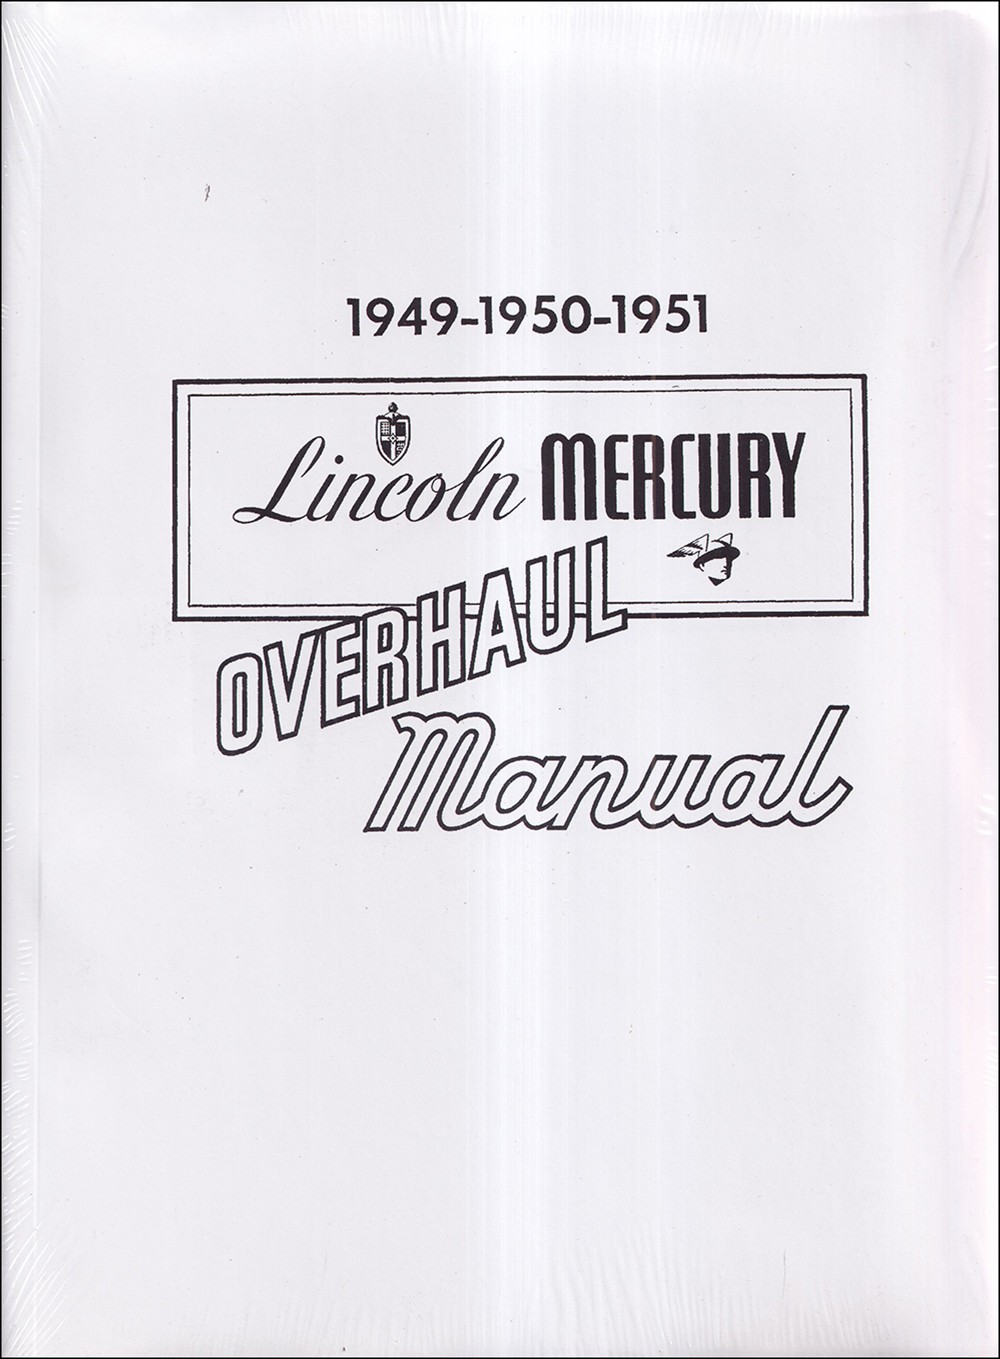 1949-1950-1951
Lincoln MERCURY
OVERHAUL
Manual